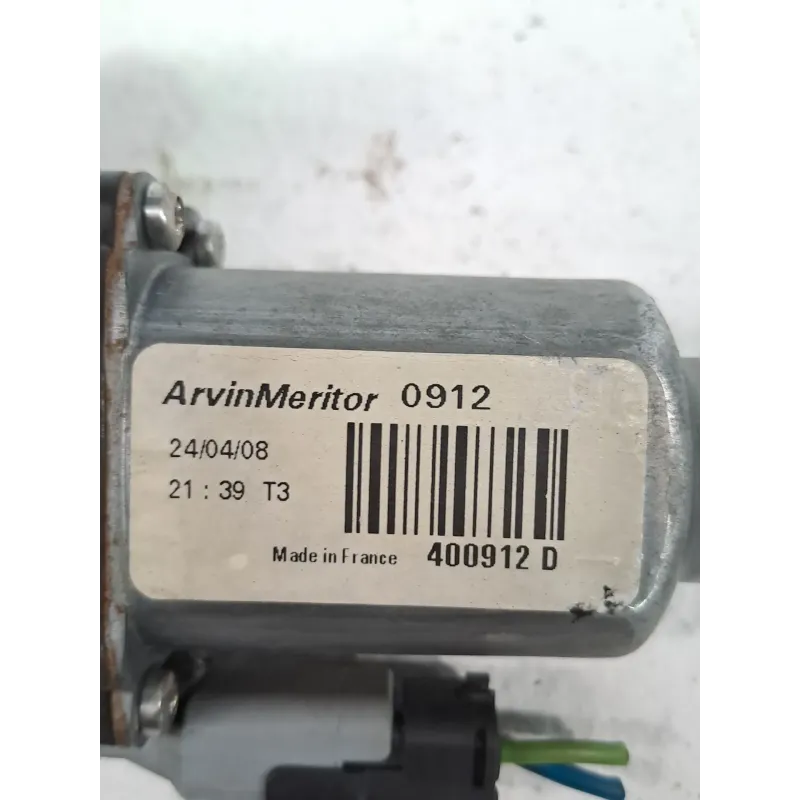 ArvinMeritor 0912
24/04/08
21 : 39 T3
Made in France 400912 D